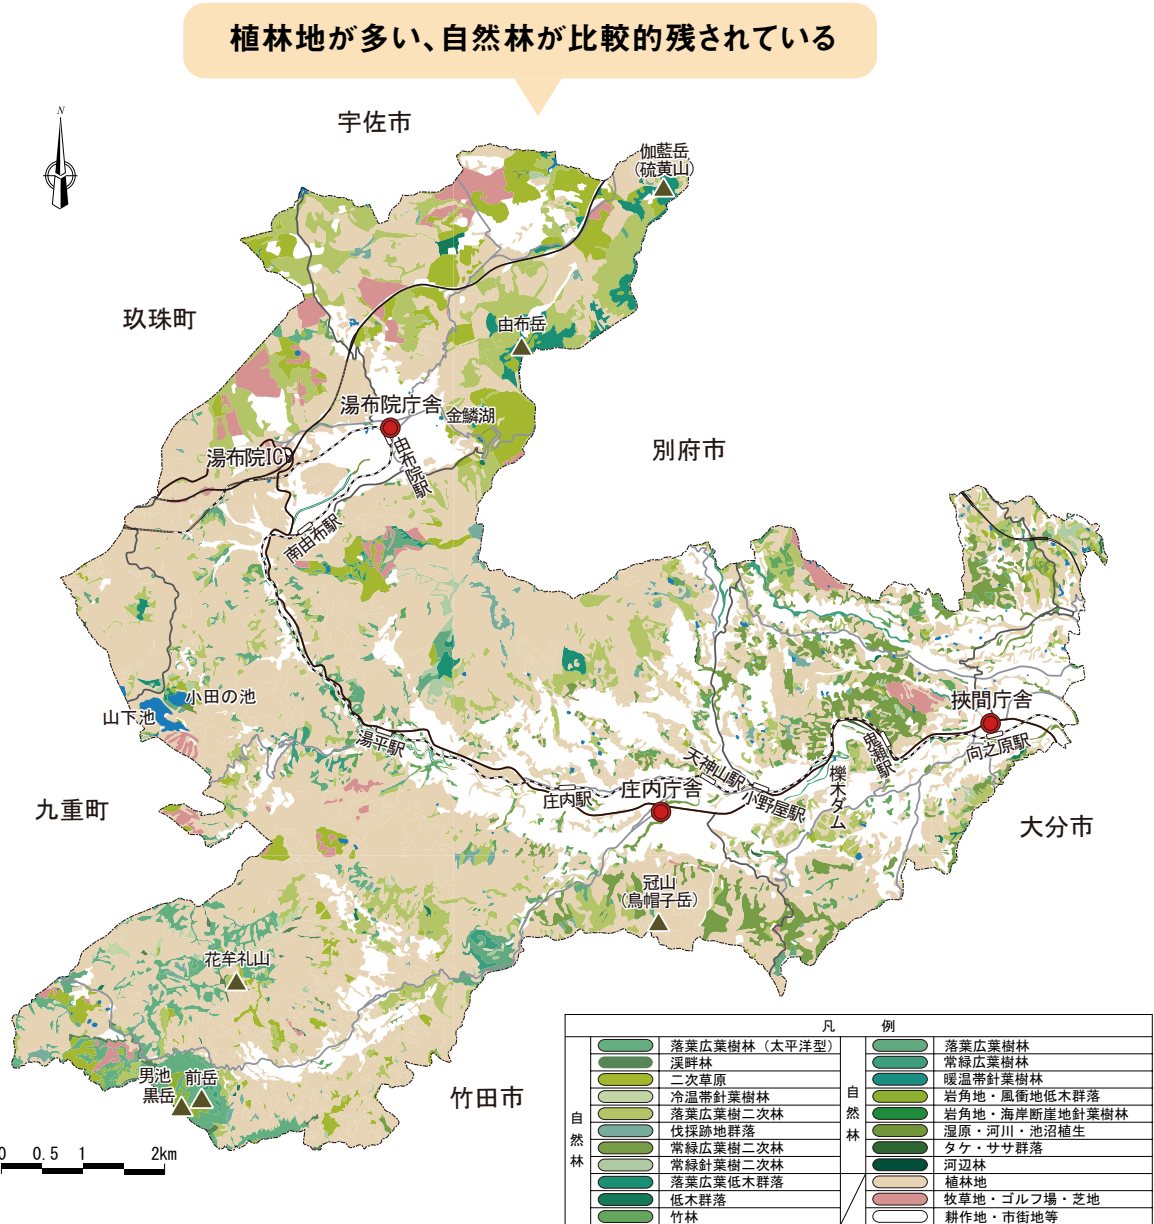 植林地が多い、自然林が比較的残されている
N
宇佐市
伽藍岳
(硫黄山)
玖珠町
由布岳
湯布院庁舎
金鱗湖
湯布院IC
由布院駅
別府市
南由布駅
小田の池
山下池
挾間庁舎
湯平駅
鬼瀬駅
向之原駅
天神山駅
庄内庁舎
庄内駅
小野屋駅
櫟木ダム
九重町
大分市
冠山
(烏帽子岳)
花牟礼山
男池
前岳
黒岳
竹田市
0 0.5 1 2km
凡 例
自然林
落葉広葉樹林(太平洋型)
渓畔林
二次草原
冷温帯針葉樹林
落葉広葉樹二次林
伐採跡地群落
常緑広葉樹二次林
常緑針葉樹二次林
落葉広葉低木群落
低木群落
竹林
自然林
落葉広葉樹林
常緑広葉樹林
暖温帯針葉樹林
岩角地・風衝地低木群落
岩角地・海岸断崖地針葉樹林
湿原・河川・池沼植生
タケ・ササ群落
河辺林
植林地
牧草地・ゴルフ場・芝地
耕作地・市街地等